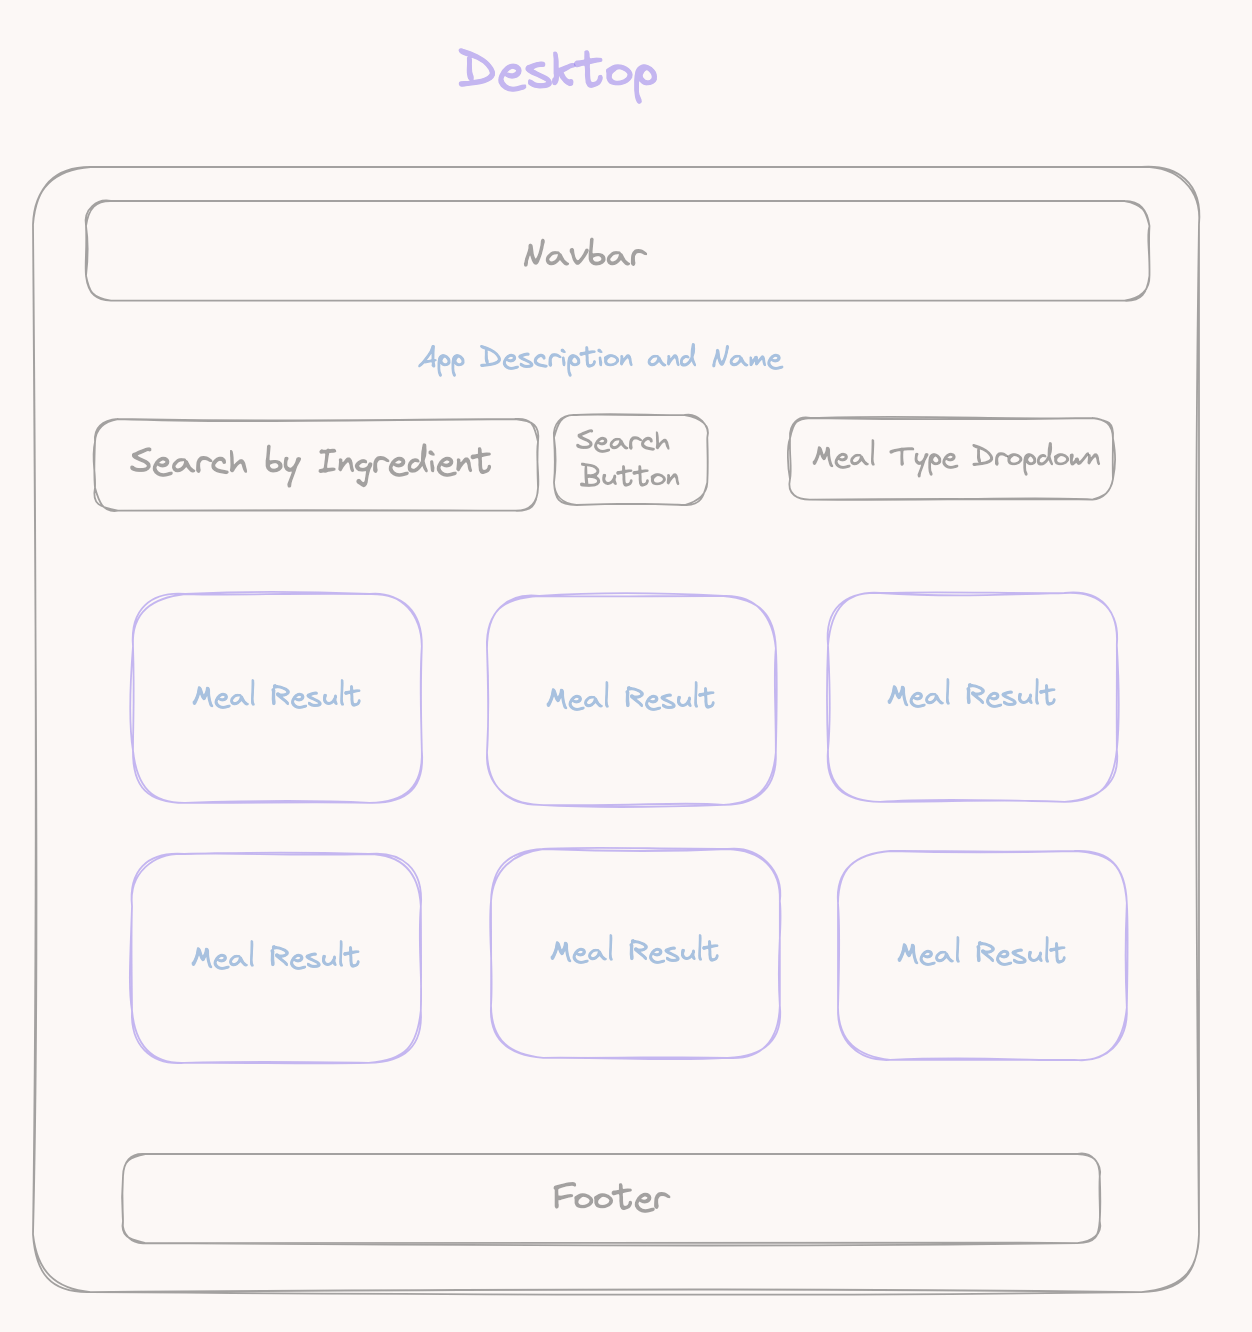 Desktop
Navbar
App Description and Name
Search by Ingredient
Search
Button
Meal Type Dropdown
Meal Result
Meal Result
Meal Result
Meal Result
Meal Result
Meal Result
Footer